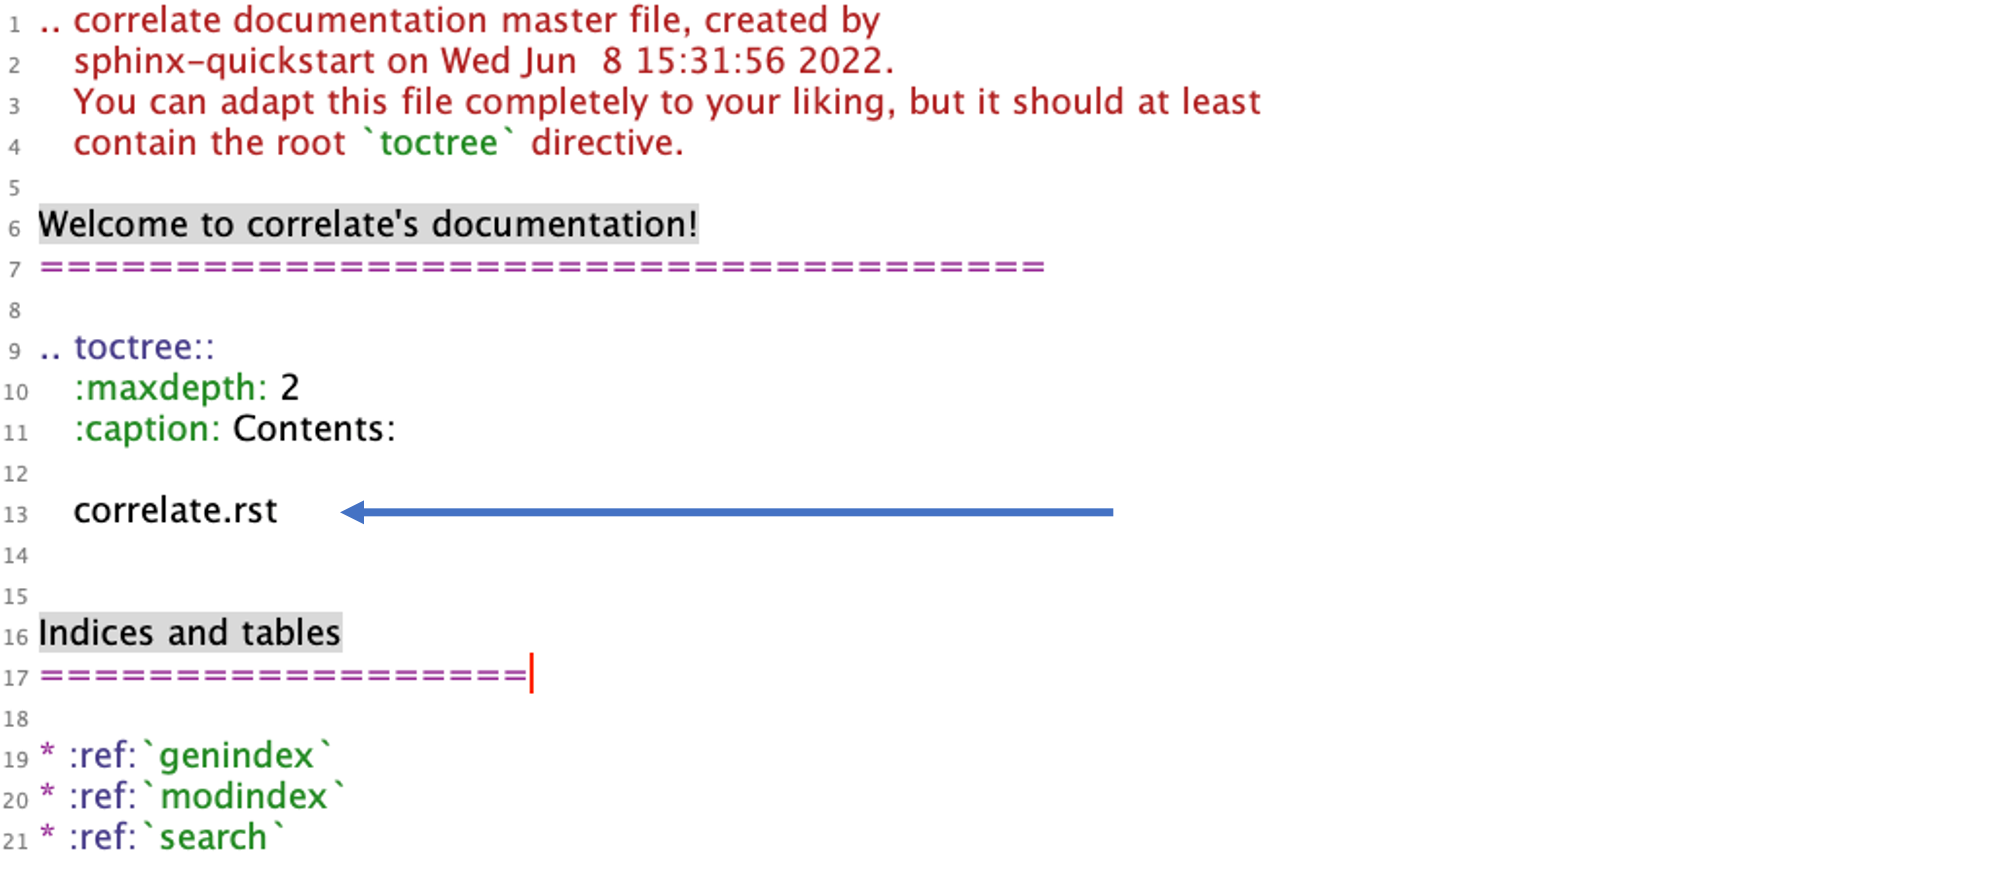 1 .. correlate documentation master file, created by
2    sphinx-quickstart on Wed Jun  8 15:31:56 2022.
3    You can adapt this file completely to your liking, but it should at least
4    contain the root `toctree` directive.
5
6 Welcome to correlate's documentation!
7 =====================================
8
9 .. toctree::
10    :maxdepth: 2
11    :caption: Contents:
12
13    correlate.rst
14
15
16 Indices and tables
17 ==================
18
19 * :ref:`genindex`
20 * :ref:`modindex`
21 * :ref:`search`